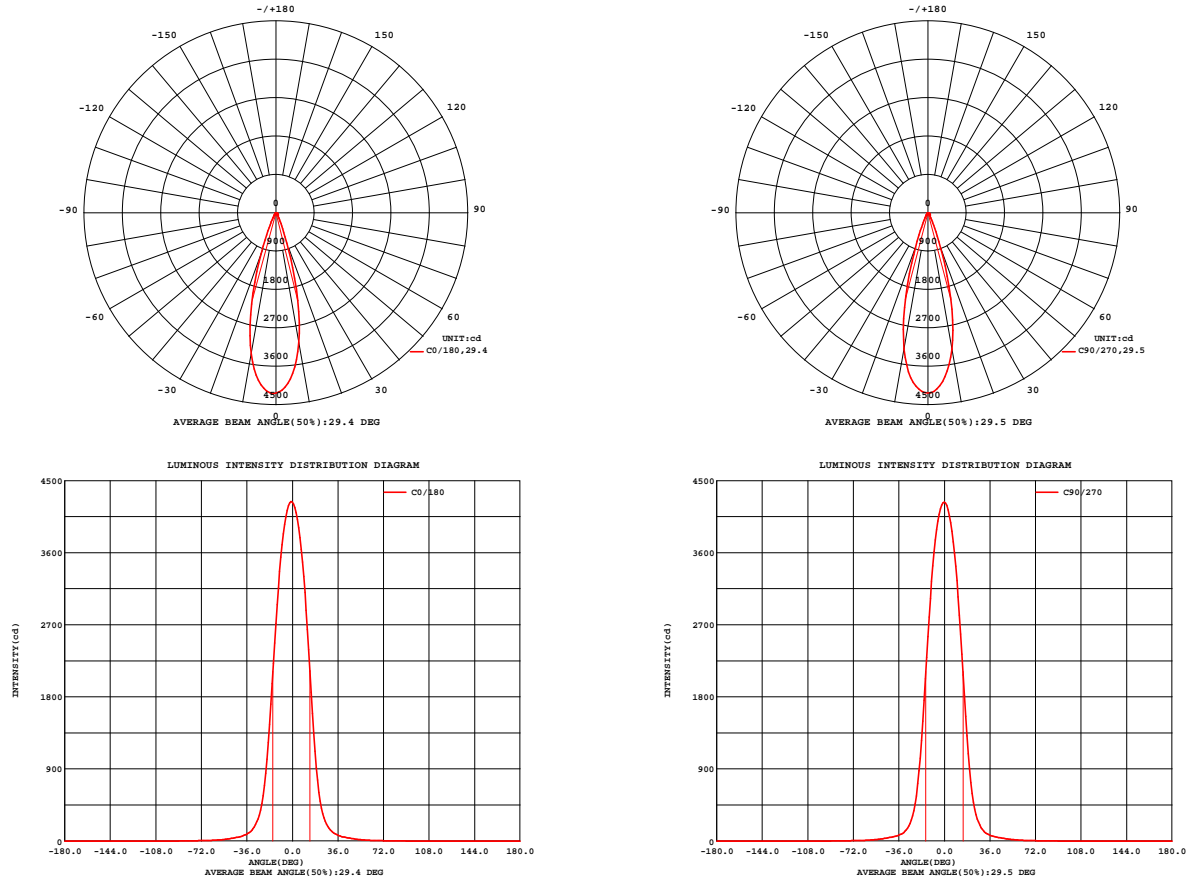 -/+180
-150 150
-120 120
-90 90
-60 60
-30 30
0
0
900
1800
2700
3600
4500
UNIT:cd
C0/180,29.4
AVERAGE BEAM ANGLE(50%):29.4 DEG
-/+180
-150 150
-120 120
-90 90
-60 60
-30 30
0
0
900
1800
2700
3600
4500
UNIT:cd
C90/270,29.5
AVERAGE BEAM ANGLE(50%):29.5 DEG
LUMINOUS INTENSITY DISTRIBUTION DIAGRAM
C0/180
4500
3600
2700
1800
900
0
INTENSITY(cd)
-180.0 -144.0 -108.0 -72.0 -36.0 0.0 36.0 72.0 108.0 144.0 180.0
ANGLE(DEG)
AVERAGE BEAM ANGLE(50%):29.4 DEG
LUMINOUS INTENSITY DISTRIBUTION DIAGRAM
C90/270
4500
3600
2700
1800
900
0
INTENSITY(cd)
-180.0 -144.0 -108.0 -72.0 -36.0 0.0 36.0 72.0 108.0 144.0 180.0
ANGLE(DEG)
AVERAGE BEAM ANGLE(50%):29.5 DEG